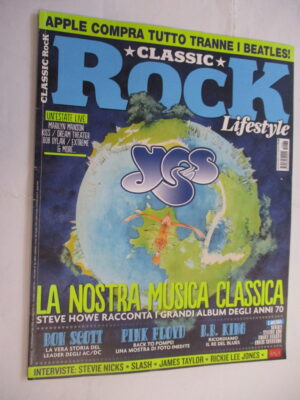 APPLE COMPRA TUTTO TRANNE I BEATLES!
CLASSIC ROCK
CLASSIC
ROCK
Lifestyle
UN'ESTATE LIVE
MARILYN MANSON
KISS / DREAM THEATER
BOB DYLAN / EXTREME
& MORE
YES
LA NOSTRA MUSICA CLASSICA
STEVE HOWE RACCONTA I GRANDI ALBUM DEGLI ANNI 70
BON SCOTT
LA VERA STORIA DEL
LEADER DEGLI AC/DC
PINK FLOYD
BACK TO POMPEI
UNA MOSTRA DI FOTO INEDITE
B.B. KING
RICORDIAMO
IL RE DEL BLUES
INTERVISTE: STEVIE NICKS • SLASH • JAMES TAYLOR • RICKIE LEE JONES •